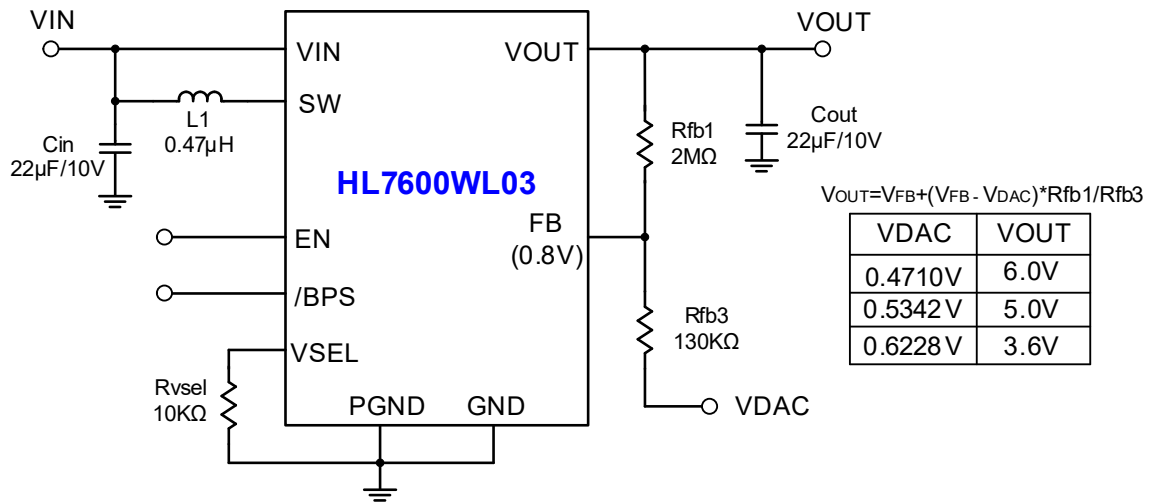 VIN
VOUT
VIN
VOUT
SW
L1
0.47µH
Cin
22µF/10V
Rfb1
2MΩ
Cout
22µF/10V
HL7600WL03
VOUT=VFB+(VFB - VDAC)*Rfb1/Rfb3
VDAC VOUT
0.4710V 6.0V
0.5342V 5.0V
0.6228V 3.6V
FB
(0.8V)
EN
/BPS
VSEL
Rfb3
130KΩ
Rvsel
10KΩ
PGND GND
VDAC